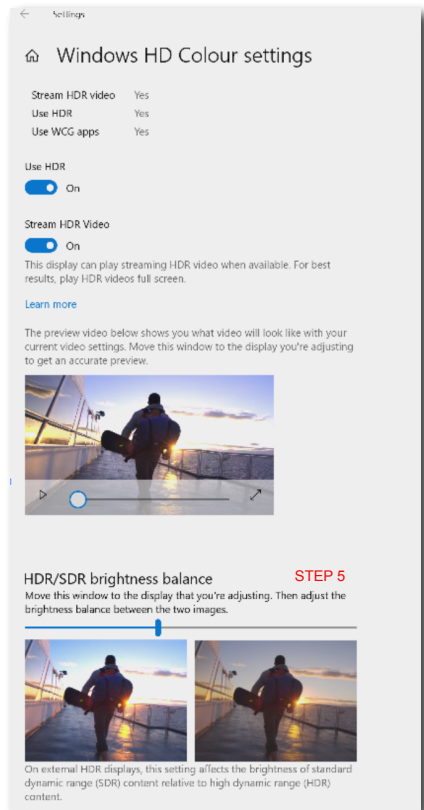 Settings
Windows HD Colour settings
Stream HDR video Yes
Use HDR Yes
Use WCG apps Yes
Use HDR
On
Stream HDR Video
On
This display can play streaming HDR video when available. For best
results, play HDR videos full screen.
Learn more
The preview video below shows you what video will look like with your
current video settings. Move this window to the display you're adjusting
to get an accurate preview.
HDR/SDR brightness balance STEP 5
Move this window to the display that you're adjusting. Then adjust the
brightness balance between the two images.
On external HDR displays, this setting affects the brightness of standard
dynamic range (SDR) content relative to high dynamic range (HDR)
content.